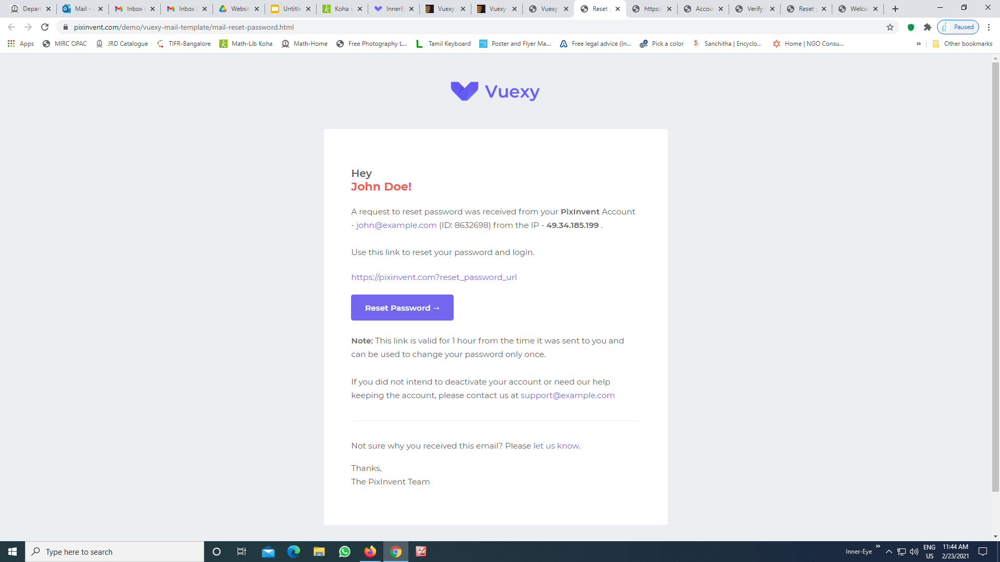 Depart
Mail -
Inbox
Inbox
Websit
Untitle
Koha s
InnerE
Vuexy
Vuexy
Vuexy
Reset
https:/
Accou
Verify
Reset
Welco
pixinvent.com/demo/vuexy-mail-template/mail-reset-password.html
Paused
Apps
MIRC OPAC
JRD Catalogue
TIFR-Bangalore
Math-Lib Koha
Math-Home
Free Photography L...
Tamil Keyboard
Poster and Flyer Ma...
Free legal advice (In...
Pick a color
Sanchitha | Encyclo...
Home | NGO Consu...
»
Other bookmarks
Vuexy
Hey
John Doe!
A request to reset password was received from your PixInvent Account
- john@example.com (ID: 8632698) from the IP - 49.34.185.199 .
Use this link to reset your password and login.
https://pixinvent.com?reset_password_url
Reset Password →
Note: This link is valid for 1 hour from the time it was sent to you and
can be used to change your password only once.
If you did not intend to deactivate your account or need our help
keeping the account, please contact us at support@example.com
Not sure why you received this email? Please let us know.
Thanks,
The PixInvent Team
Type here to search
Inner-Eye
»
ENG
US
11:44 AM
2/23/2021